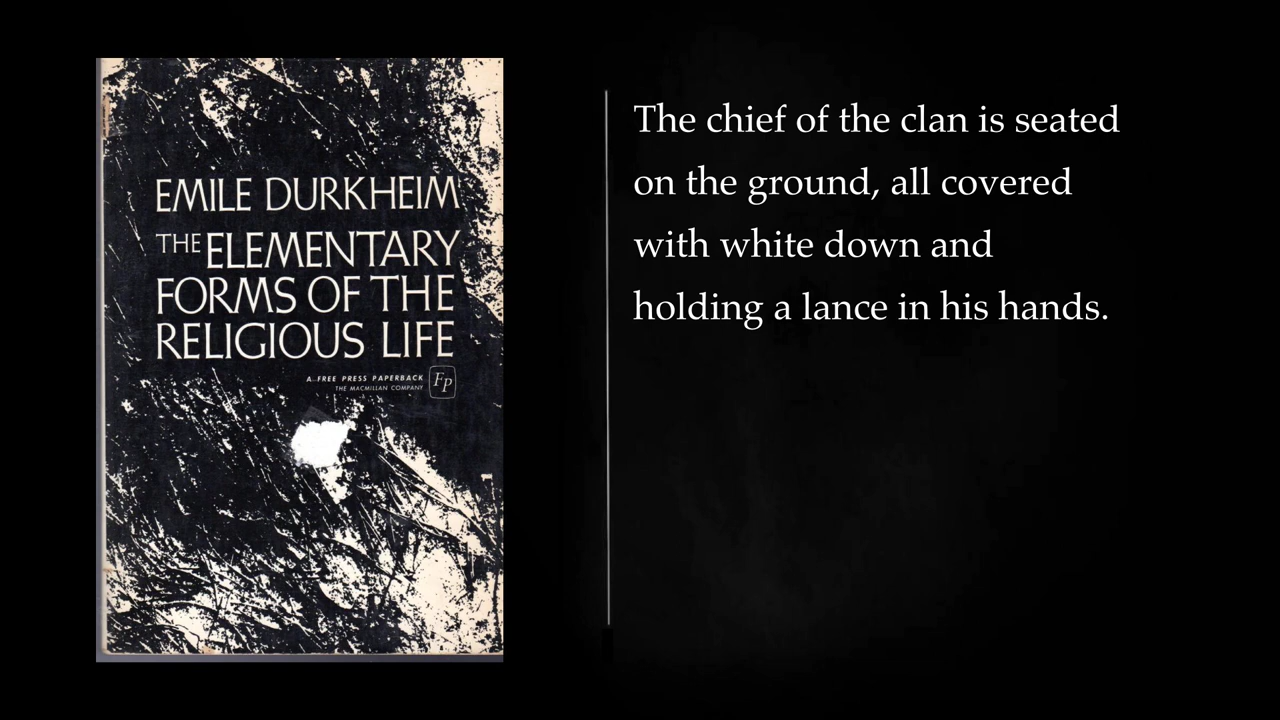 EMILE DURKHEIM
THE ELEMENTARY
FORMS OF THE
RELIGIOUS LIFE
A FREE PRESS PAPERBACK
THE MACMILLAN COMPANY
FP
The chief of the clan is seated
on the ground, all covered
with white down and
holding a lance in his hands.